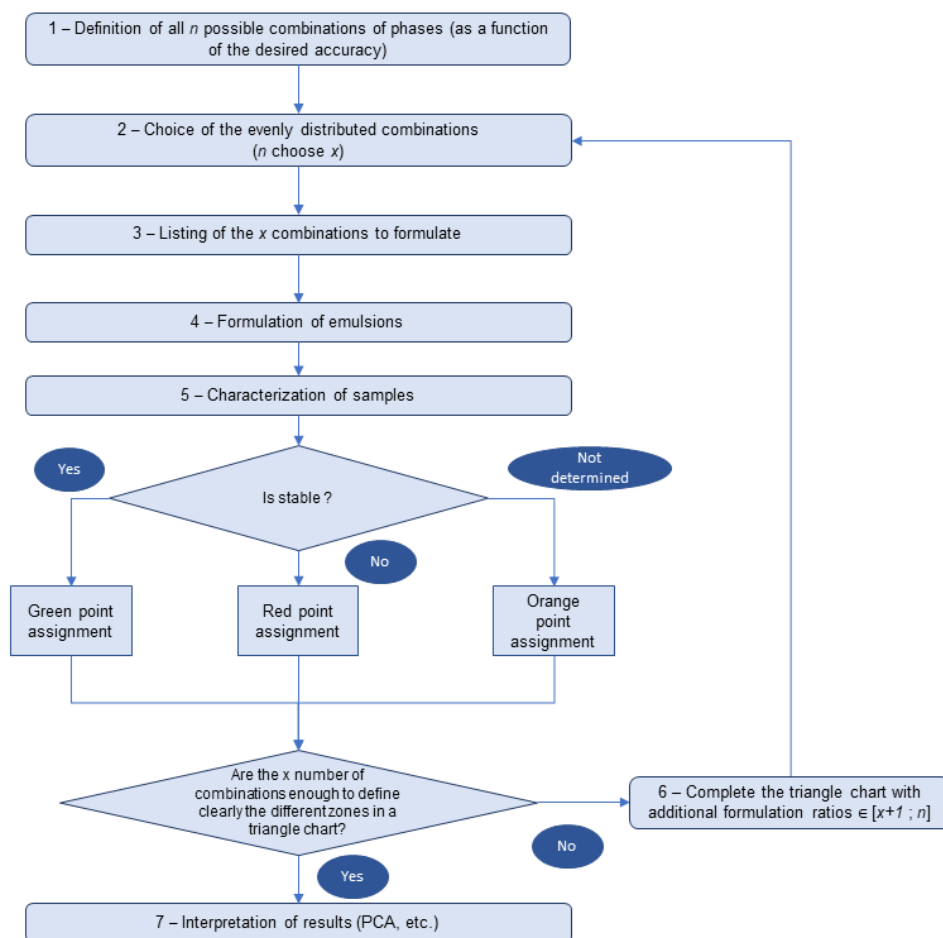 1 – Definition of all n possible combinations of phases (as a function
of the desired accuracy)
2 – Choice of the evenly distributed combinations
(n choose x)
3 – Listing of the x combinations to formulate
4 – Formulation of emulsions
5 – Characterization of samples
Yes
Not
determined
Is stable ?
No
Green point
assignment
Red point
assignment
Orange
point
assignment
Are the x number of
combinations enough to define
clearly the different zones in a
triangle chart?
6 – Complete the triangle chart with
additional formulation ratios ∈ [x+1 ; n]
No
Yes
7 – Interpretation of results (PCA, etc.)